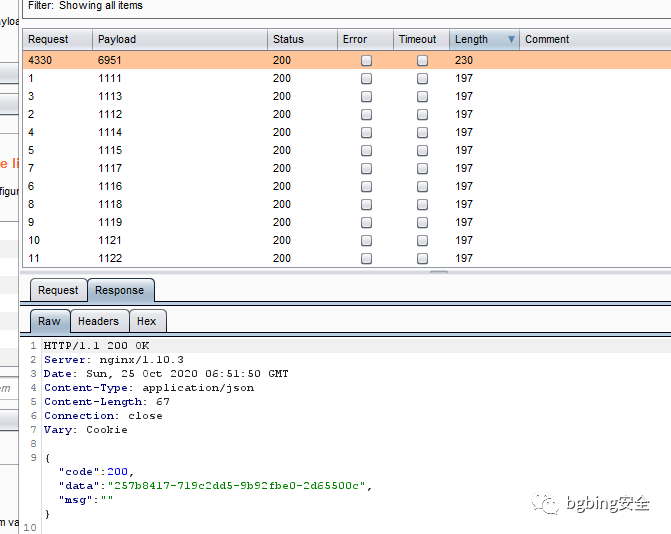 Filter: Showing all items
Request Payload Status Error Timeout Length Comment
4330 6951 200 230
1 1111 200 197
3 1113 200 197
2 1112 200 197
4 1114 200 197
5 1115 200 197
7 1117 200 197
6 1116 200 197
8 1118 200 197
9 1119 200 197
10 1121 200 197
11 1122 200 197
Request Response
Raw Headers Hex
1 HTTP/1.1 200 OK
2 Server: nginx/1.10.3
3 Date: Sun, 25 Oct 2020 06:51:50 GMT
4 Content-Type: application/json
5 Content-Length: 67
6 Connection: close
7 Vary: Cookie
8
9 {
"code":200,
"data":"257b8417-719c2dd5-9b92fbe0-2d65500c",
"msg":""
}
10
bgbing安全